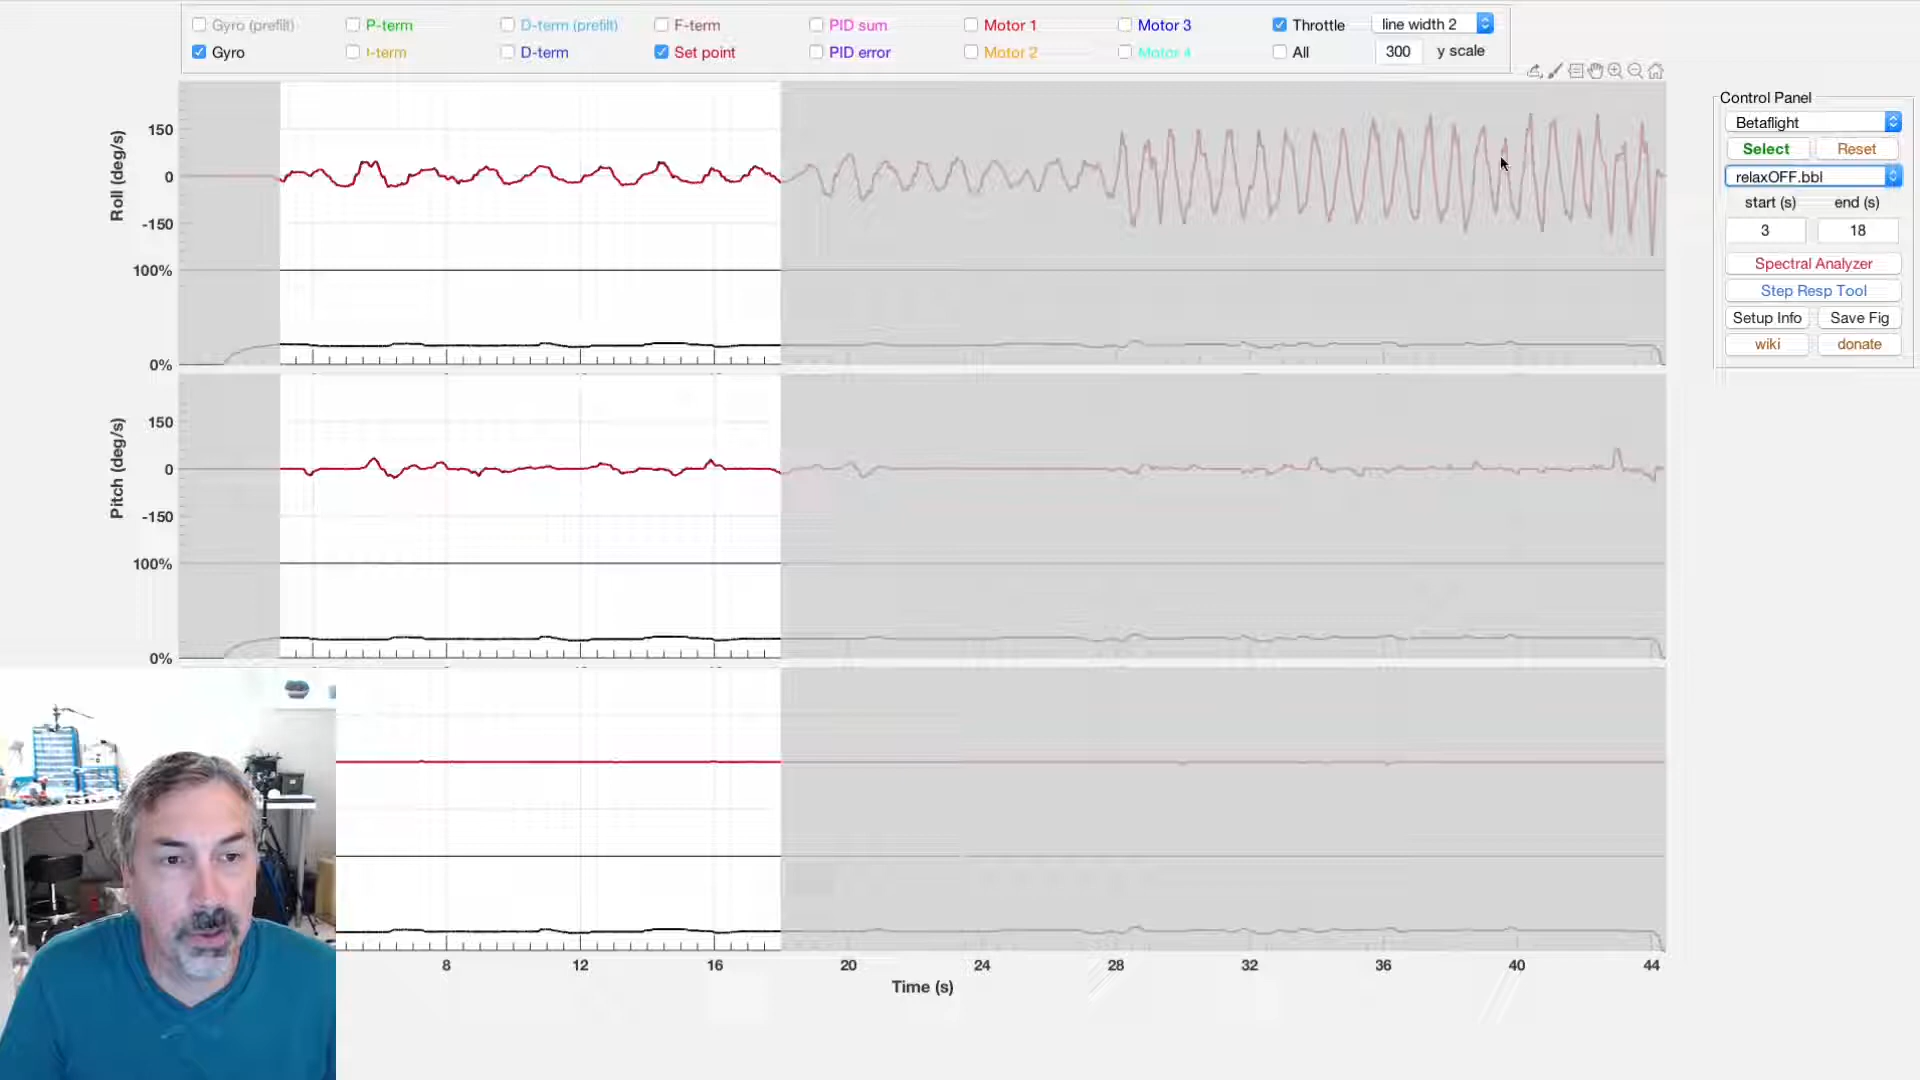 Gyro (prefilt) P-term D-term (prefilt) F-term PID sum Motor 1 Motor 3 Throttle line width 2
Gyro I-term D-term Set point PID error Motor 2 Motor 4 All 300 y scale
Control Panel
Betaflight
Select Reset
relaxOFF.bbl
start (s) end (s)
3 18
Spectral Analyzer
Step Resp Tool
Setup Info Save Fig
wiki donate
Roll (deg/s)
150
0
-150
100%
0%
Pitch (deg/s)
150
0
-150
100%
0%
8 12 16 20 24 28 32 36 40 44
Time (s)